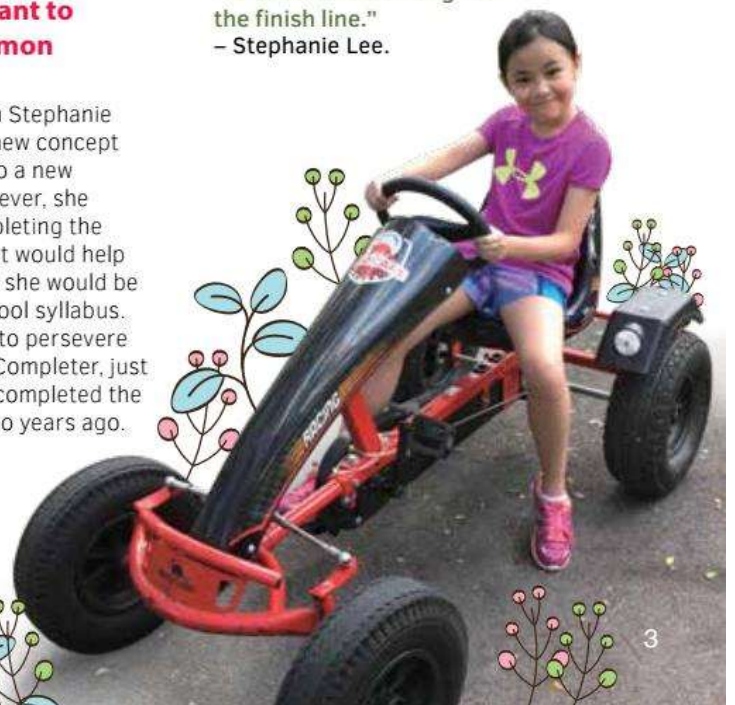 ant to
mon
Stephanie
new concept
o a new
ever, she
pleting the
t would help
she would be
ool syllabus.
to persevere
Completer, just
completed the
o years ago.
the finish line.”
– Stephanie Lee.
RACING
3